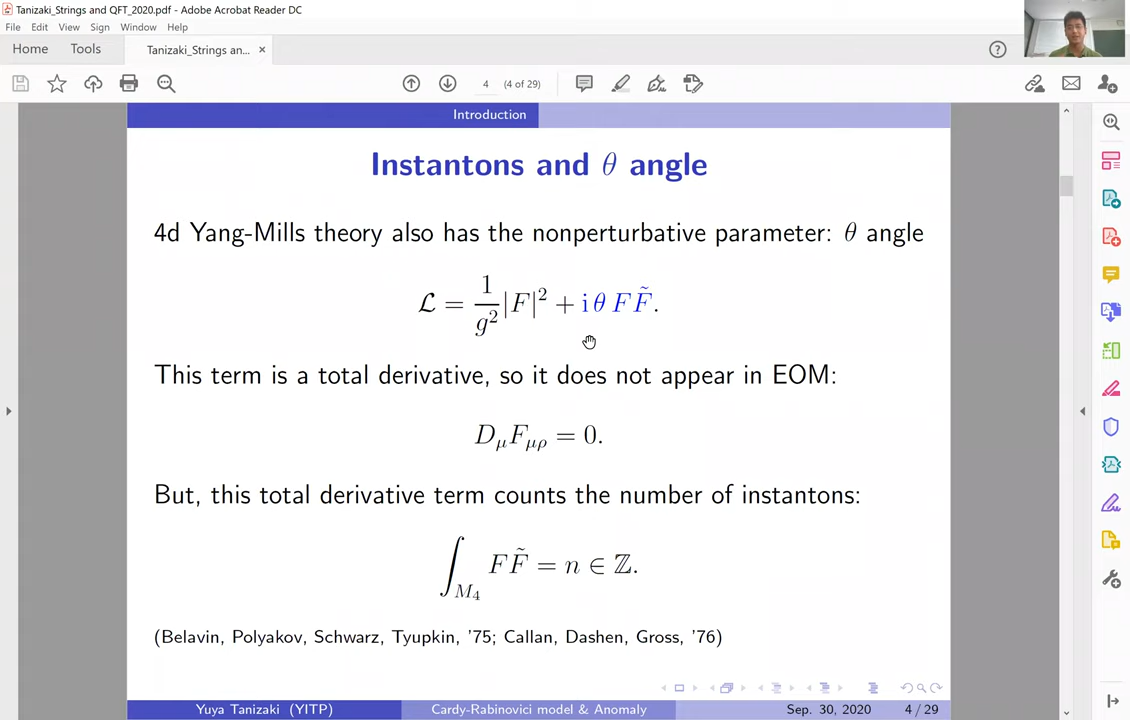 Tanizaki_Strings and QFT_2020.pdf - Adobe Acrobat Reader DC
File Edit View Sign Window Help
Home Tools Tanizaki_Strings an... ×
4 (4 of 29)
Introduction
Instantons and θ angle
4d Yang-Mills theory also has the nonperturbative parameter: θ angle
ℒ = 1/g² |F|² + i θ F F̃.
This term is a total derivative, so it does not appear in EOM:
D_μ F_μρ = 0.
But, this total derivative term counts the number of instantons:
∫_M₄ F F̃ = n ∈ ℤ.
(Belavin, Polyakov, Schwarz, Tyupkin, '75; Callan, Dashen, Gross, '76)
Yuya Tanizaki (YITP) Cardy-Rabinovici model & Anomaly Sep. 30, 2020 4 / 29